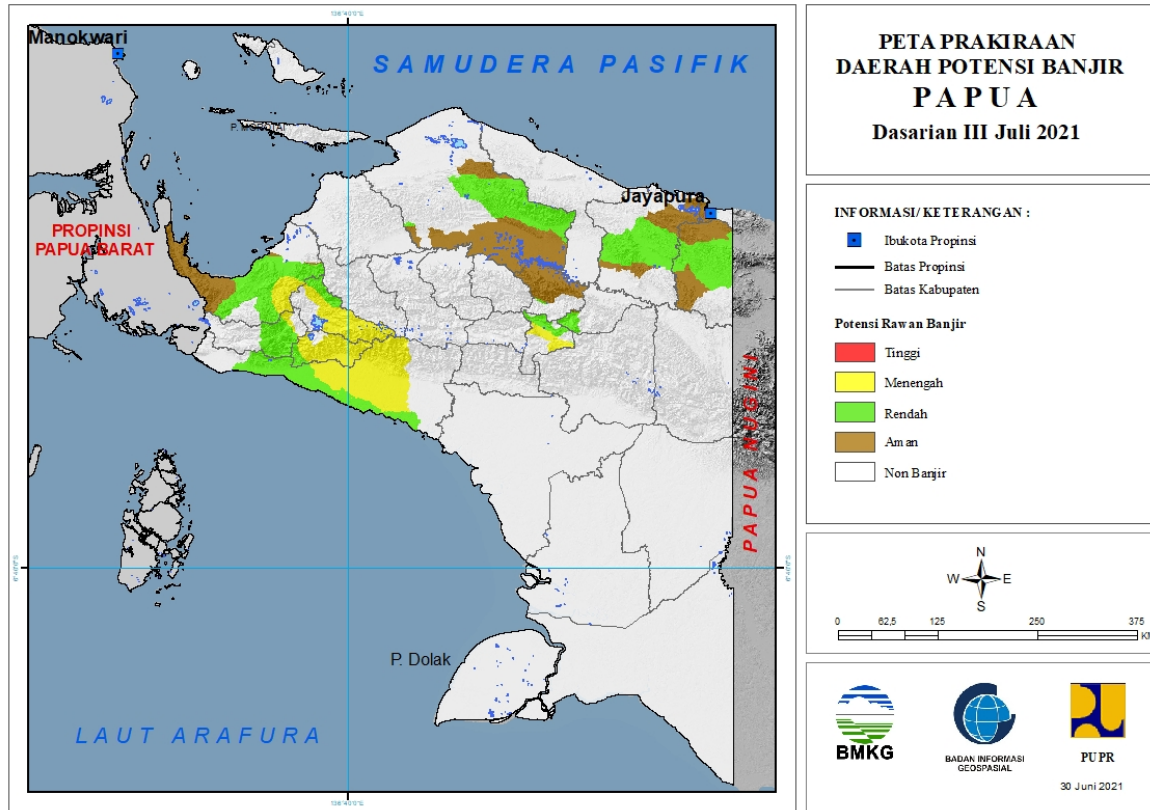 Manokwari
SAMUDERA PASIFIK
Jayapura
PROPINSI
PAPUA BARAT
PAPUA NUGINI
P. Dolak
LAUT ARAFURA
PETA PRAKIRAAN
DAERAH POTENSI BANJIR
PAPUA
Dasarian III Juli 2021
INFORMASI/KETERANGAN :
Ibukota Propinsi
Batas Propinsi
Batas Kabupaten
Potensi Rawan Banjir
Tinggi
Menengah
Rendah
Aman
Non Banjir
N
W E
S
0 62,5 125 250 375
BMKG
BADAN INFORMASI
GEOSPASIAL
PUPR
30 Juni 2021